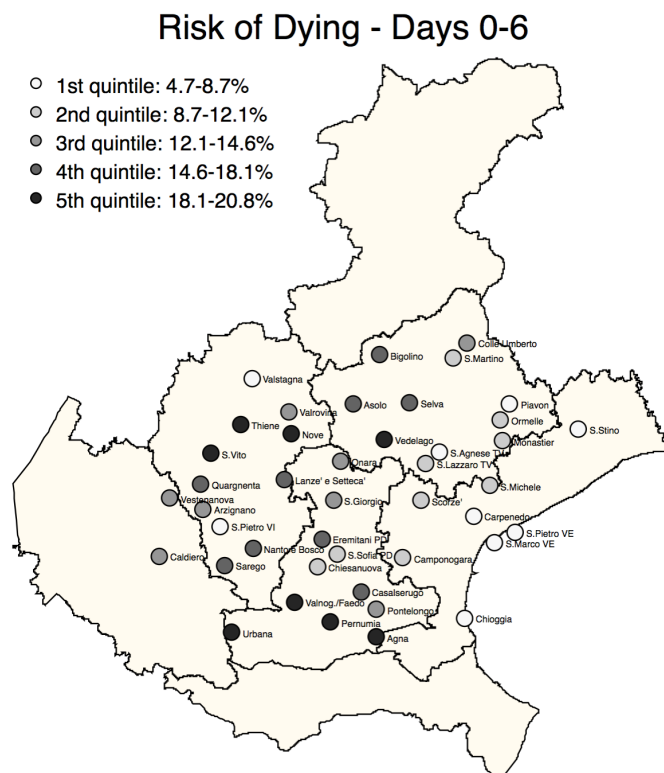 Risk of Dying - Days 0-6
1st quintile: 4.7-8.7%
2nd quintile: 8.7-12.1%
3rd quintile: 12.1-14.6%
4th quintile: 14.6-18.1%
5th quintile: 18.1-20.8%
Colle Umberto
Bigolino
S.Martino
Valstagna
Asolo
Selva
Piavon
Valrovina
Ormelle
Thiene
Nove
S.Stino
Vedelago
Monastier
S.Vito
S.Agnese TV
Onara
S.Lazzaro TV
Lanze' e Setteca'
Quargnenta
S.Michele
Vestenanova
S.Giorgio
Scorze'
Arzignano
Carpenedo
S.Pietro VI
S.Pietro VE
Eremitani PD
S.Marco VE
Nanto e Bosco
S.Sofia PD
Caldiero
Camponogara
Sarego
Chiesanuova
Casalserugo
Valnog./Faedo
Pontelongo
Chioggia
Pernumia
Urbana
Agna